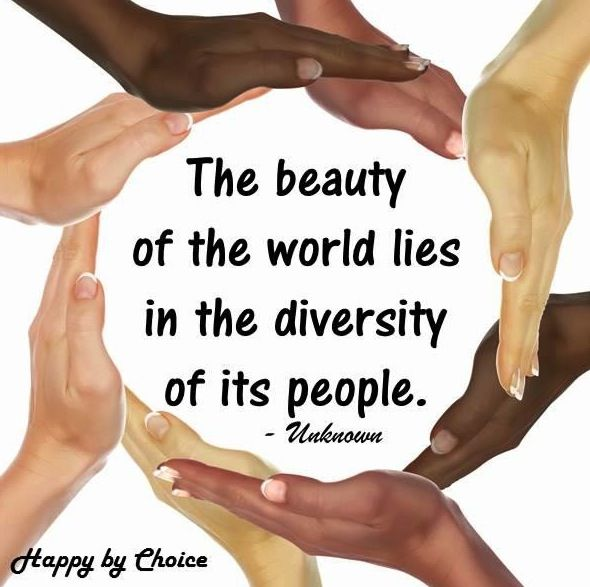 The beauty
of the world lies
in the diversity
of its people.
- Unknown
Happy by Choice